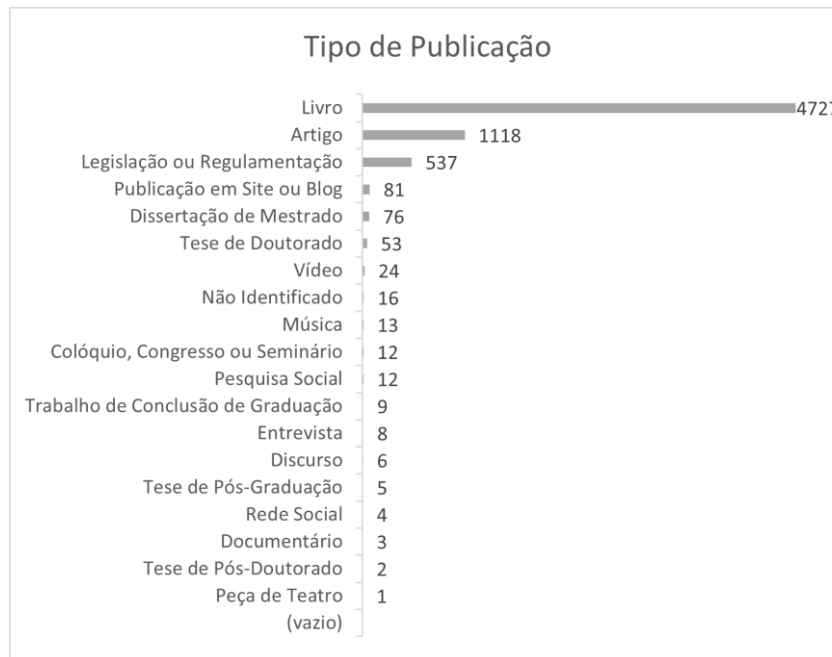 Tipo de Publicação
Livro 4727
Artigo 1118
Legislação ou Regulamentação 537
Publicação em Site ou Blog 81
Dissertação de Mestrado 76
Tese de Doutorado 53
Vídeo 24
Não Identificado 16
Música 13
Colóquio, Congresso ou Seminário 12
Pesquisa Social 12
Trabalho de Conclusão de Graduação 9
Entrevista 8
Discurso 6
Tese de Pós-Graduação 5
Rede Social 4
Documentário 3
Tese de Pós-Doutorado 2
Peça de Teatro 1
(vazio)